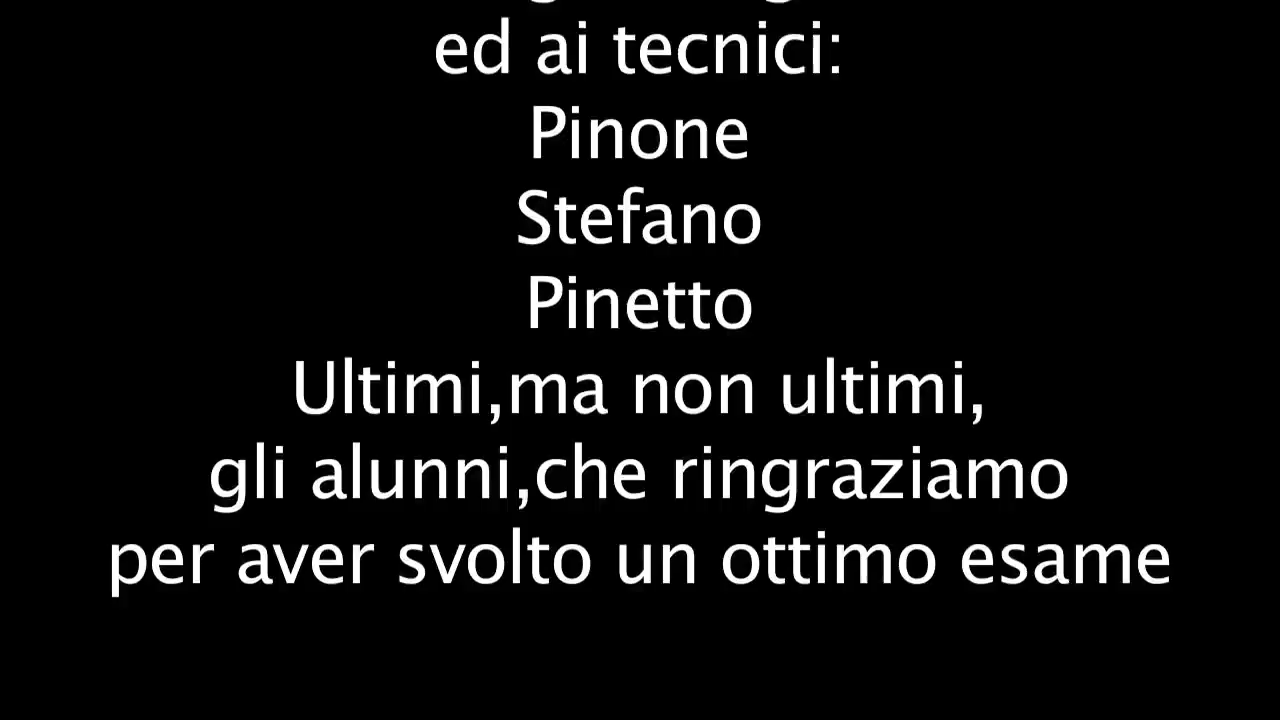 ed ai tecnici:
Pinone
Stefano
Pinetto
Ultimi,ma non ultimi,
gli alunni,che ringraziamo
per aver svolto un ottimo esame